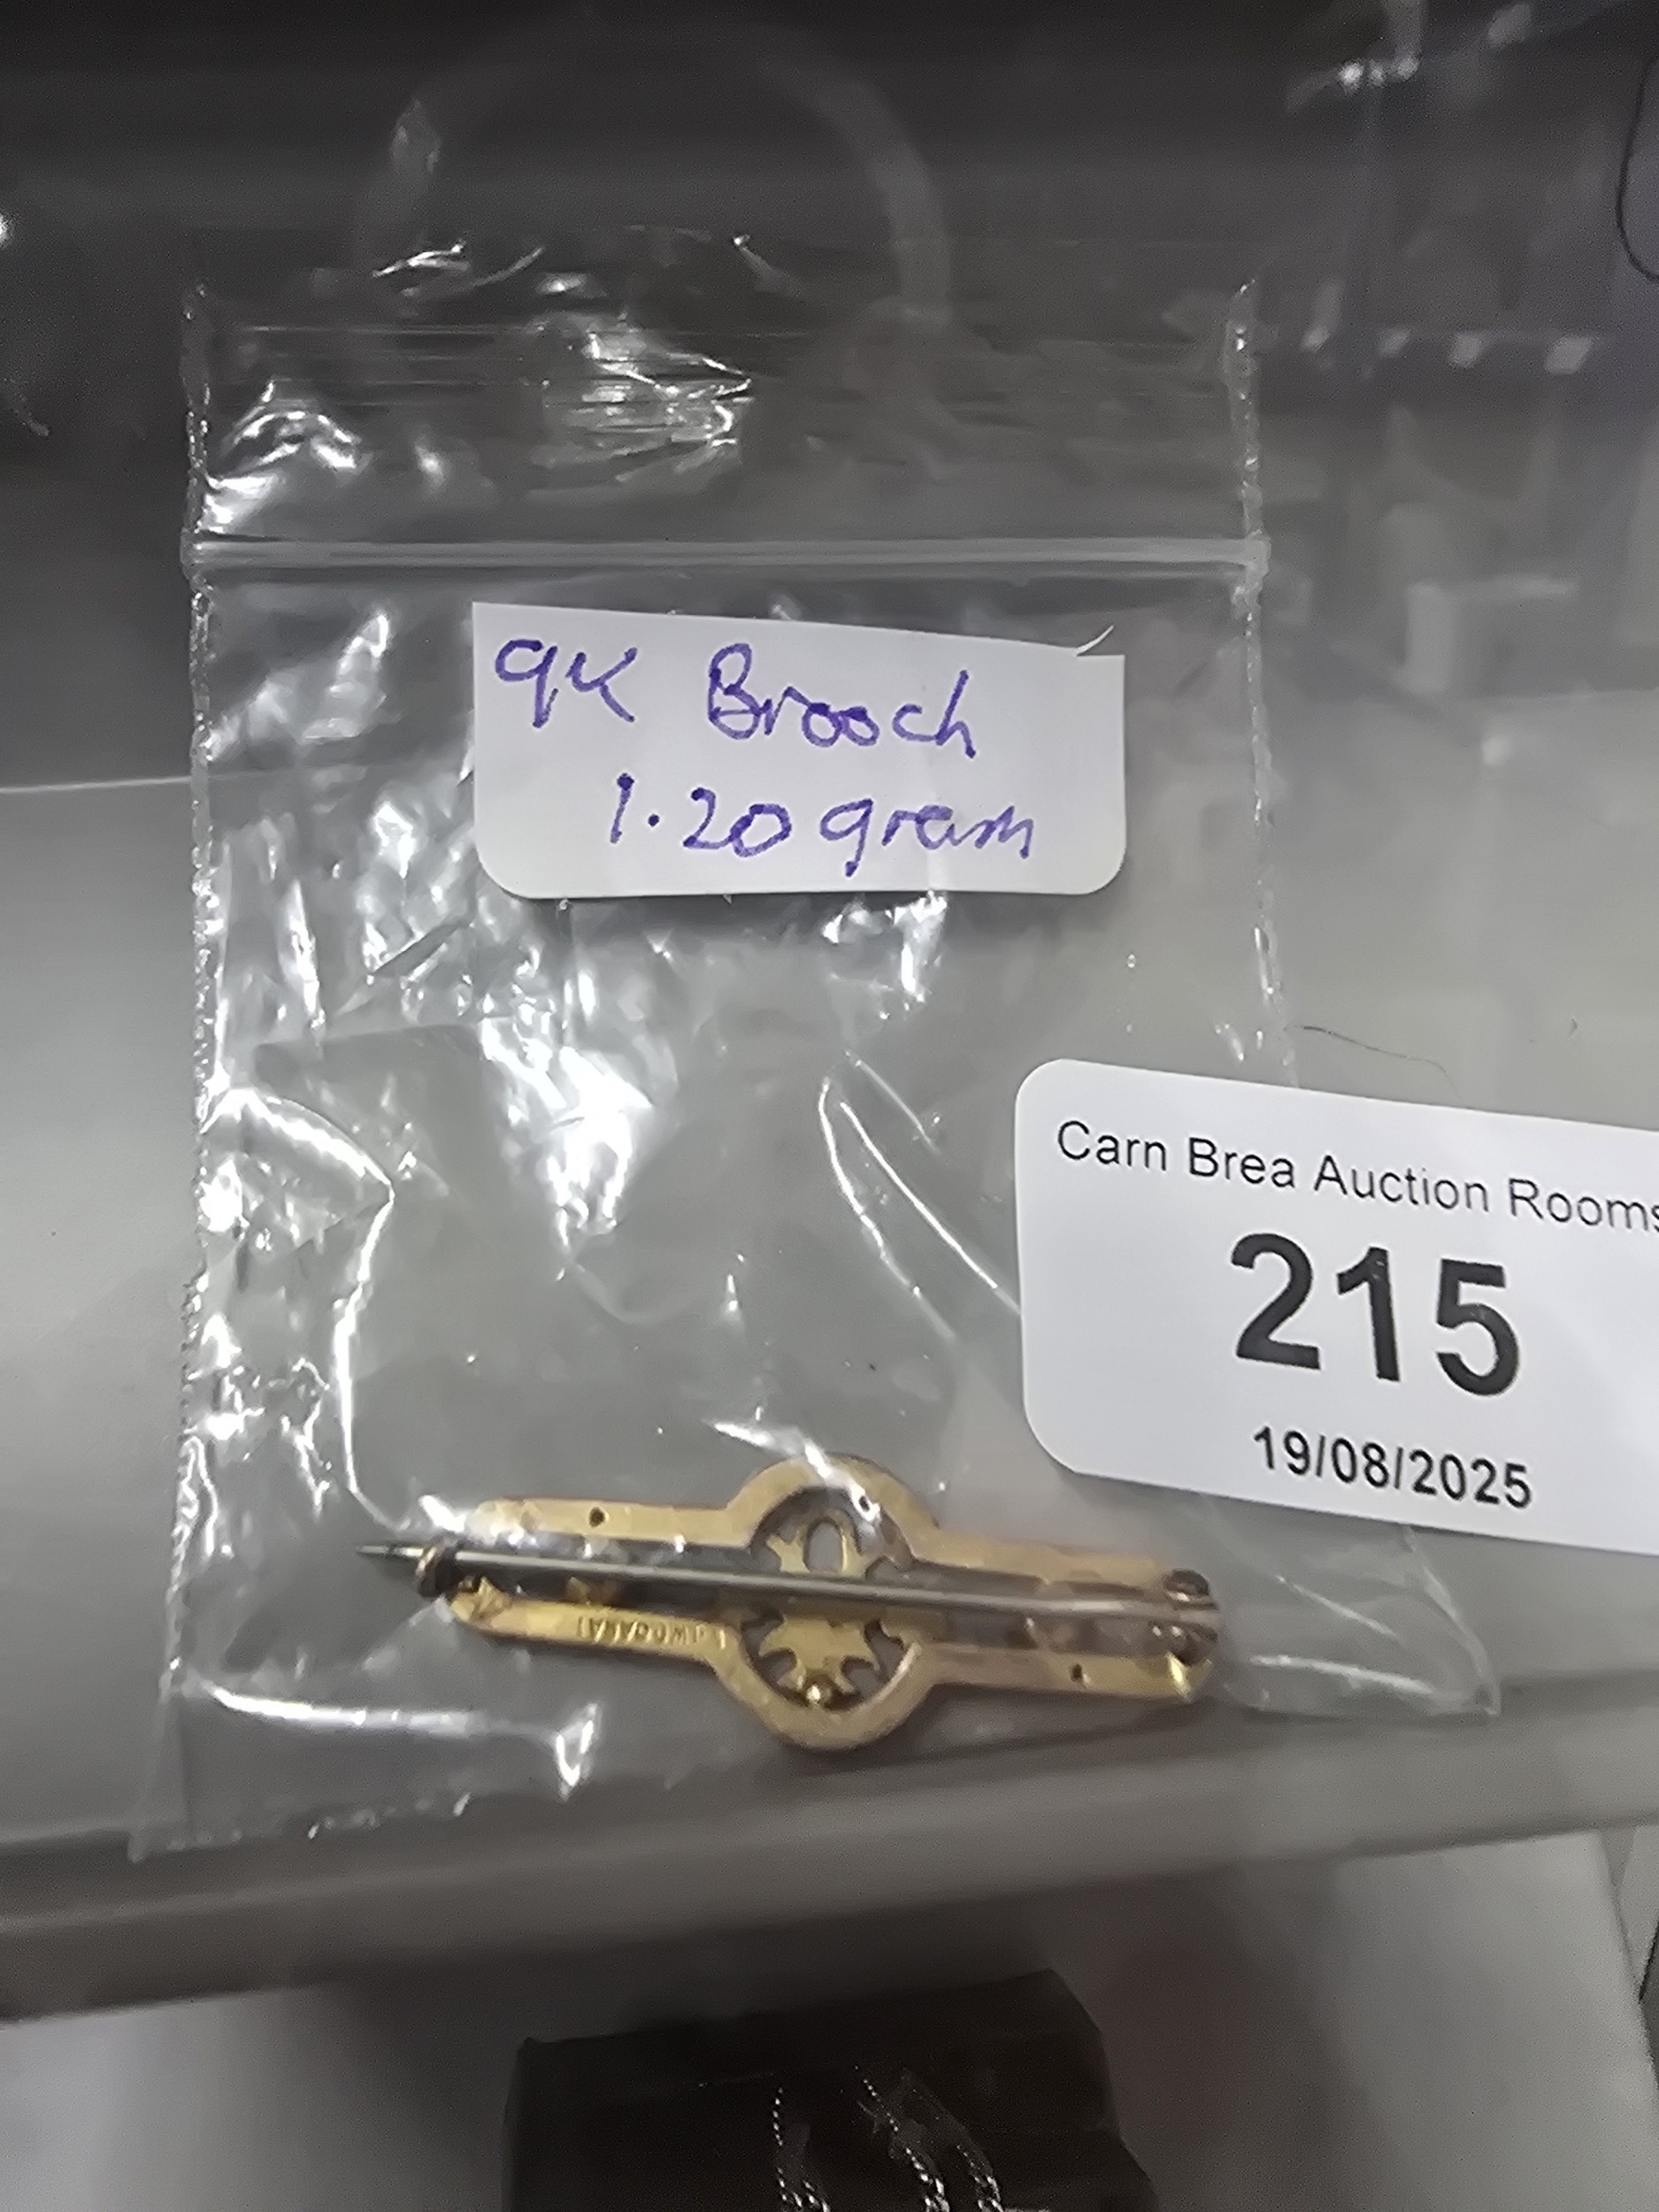 9K Brooch
1.20 gram
Carn Brea Auction Rooms
215
19/08/2025